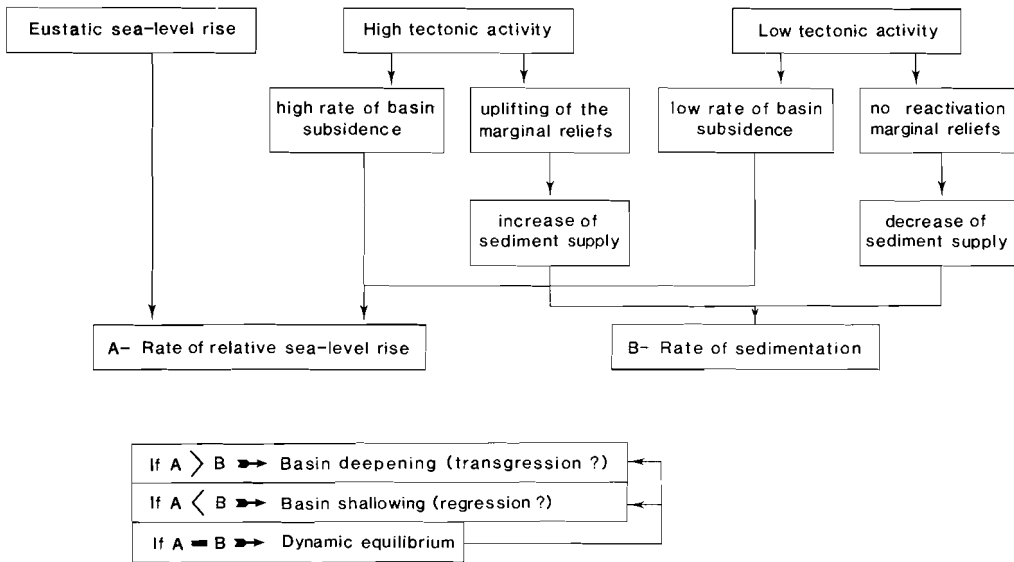 Eustatic sea-level rise
High tectonic activity
Low tectonic activity
high rate of basin
subsidence
uplifting of the
marginal reliefs
low rate of basin
subsidence
no reactivation
marginal reliefs
increase of
sediment supply
decrease of
sediment supply
A- Rate of relative sea-level rise
B- Rate of sedimentation
If A > B ➳ Basin deepening (transgression ?)
If A < B ➳ Basin shallowing (regression ?)
If A = B ➳ Dynamic equilibrium